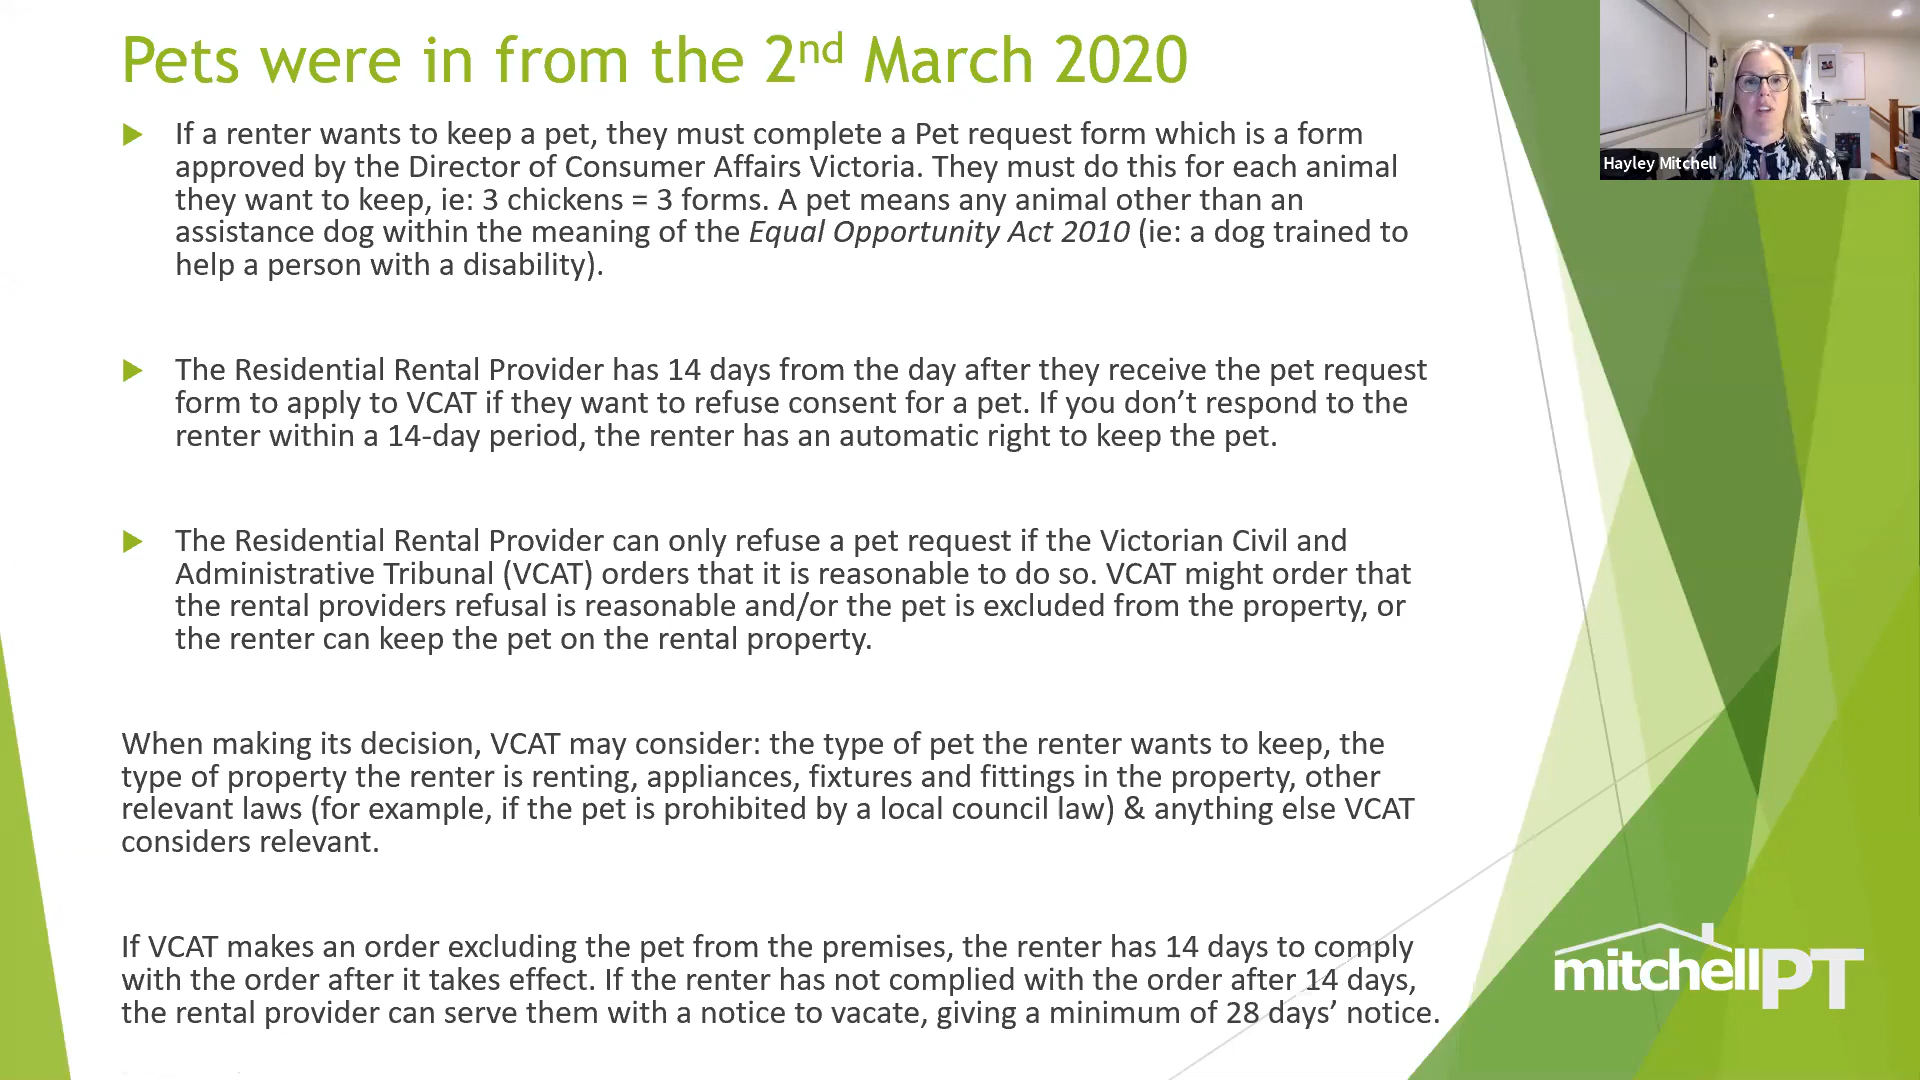 Pets were in from the 2nd March 2020
Hayley Mitchell
If a renter wants to keep a pet, they must complete a Pet request form which is a form
approved by the Director of Consumer Affairs Victoria. They must do this for each animal
they want to keep, ie: 3 chickens = 3 forms. A pet means any animal other than an
assistance dog within the meaning of the Equal Opportunity Act 2010 (ie: a dog trained to
help a person with a disability).
The Residential Rental Provider has 14 days from the day after they receive the pet request
form to apply to VCAT if they want to refuse consent for a pet. If you don’t respond to the
renter within a 14-day period, the renter has an automatic right to keep the pet.
The Residential Rental Provider can only refuse a pet request if the Victorian Civil and
Administrative Tribunal (VCAT) orders that it is reasonable to do so. VCAT might order that
the rental providers refusal is reasonable and/or the pet is excluded from the property, or
the renter can keep the pet on the rental property.
When making its decision, VCAT may consider: the type of pet the renter wants to keep, the
type of property the renter is renting, appliances, fixtures and fittings in the property, other
relevant laws (for example, if the pet is prohibited by a local council law) & anything else VCAT
considers relevant.
If VCAT makes an order excluding the pet from the premises, the renter has 14 days to comply
with the order after it takes effect. If the renter has not complied with the order after 14 days,
the rental provider can serve them with a notice to vacate, giving a minimum of 28 days’ notice.
mitchellPT